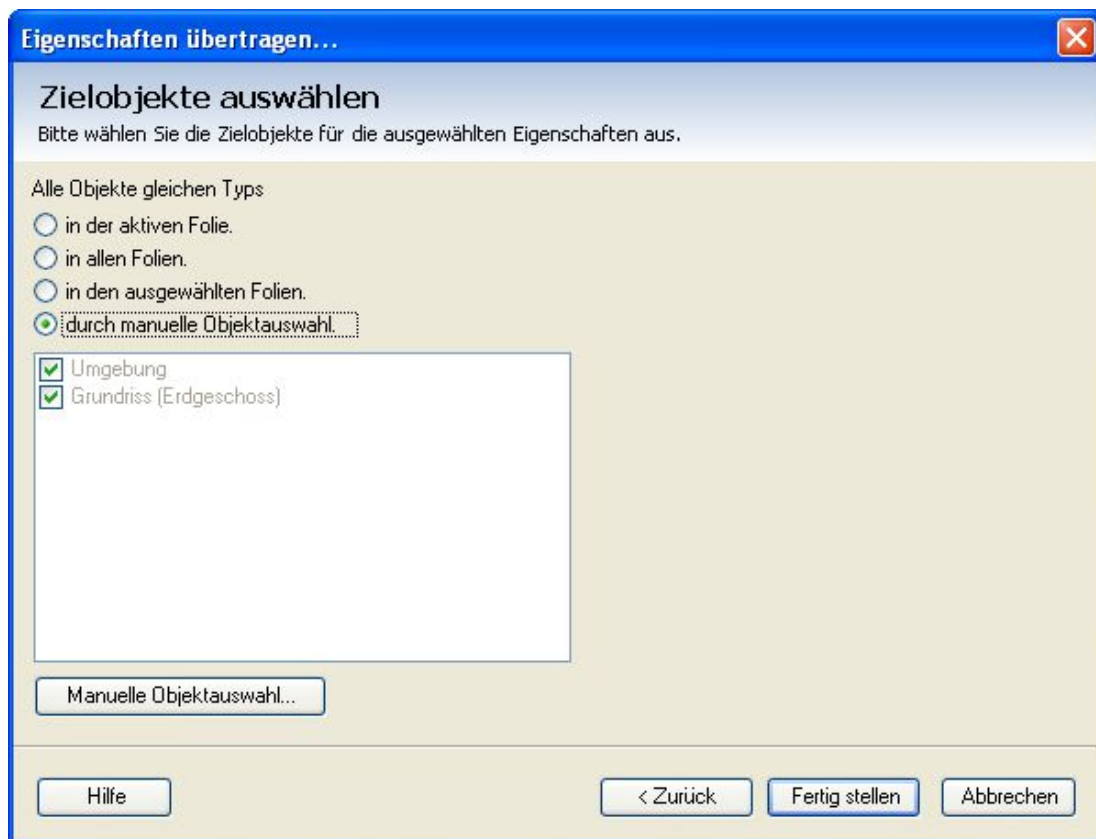 Eigenschaften übertragen...
Zielobjekte auswählen
Bitte wählen Sie die Zielobjekte für die ausgewählten Eigenschaften aus.
Alle Objekte gleichen Typs
in der aktiven Folie.
in allen Folien.
in den ausgewählten Folien.
durch manuelle Objektauswahl.
Umgebung
Grundriss (Erdgeschoss)
Manuelle Objektauswahl...
Hilfe
< Zurück
Fertig stellen
Abbrechen